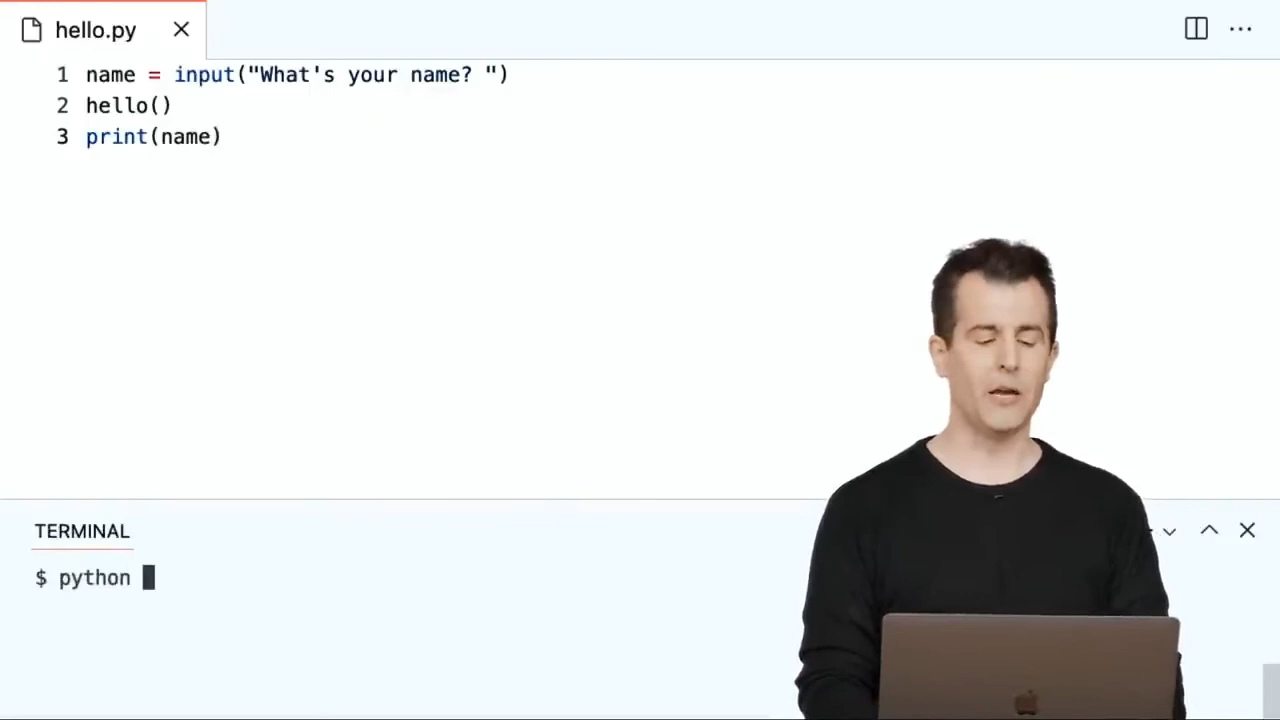 hello.py
1 name = input("What's your name? ")
2 hello()
3 print(name)
TERMINAL
$ python